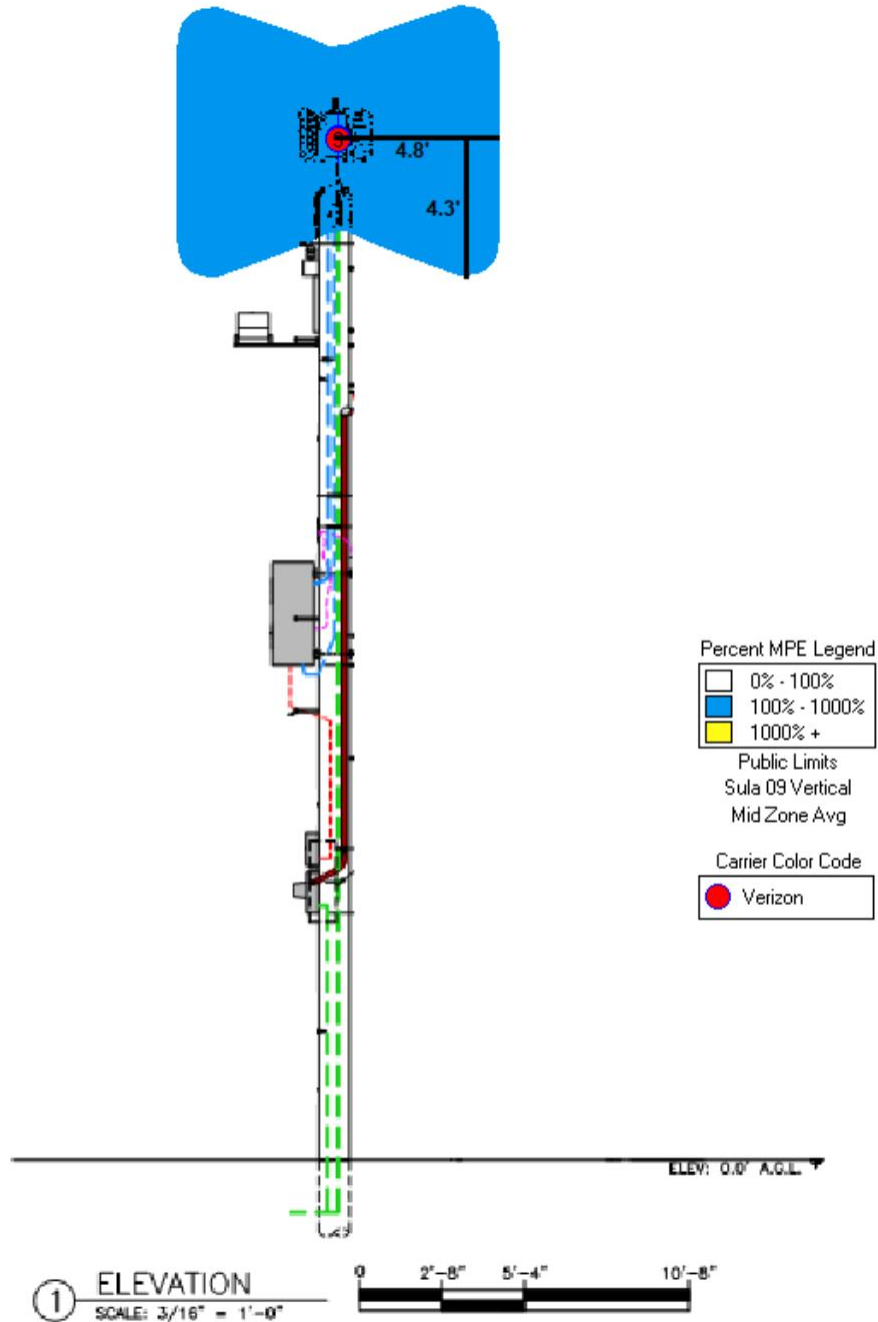 4.8'
4.3'
Percent MPE Legend
0% - 100%
100% - 1000%
1000% +
Public Limits
Sula 09 Vertical
Mid Zone Avg
Carrier Color Code
Verizon
ELEV: 0.0' A.G.L.
1 ELEVATION
SCALE: 3/16" = 1'-0"
0 2'-8" 5'-4" 10'-8"